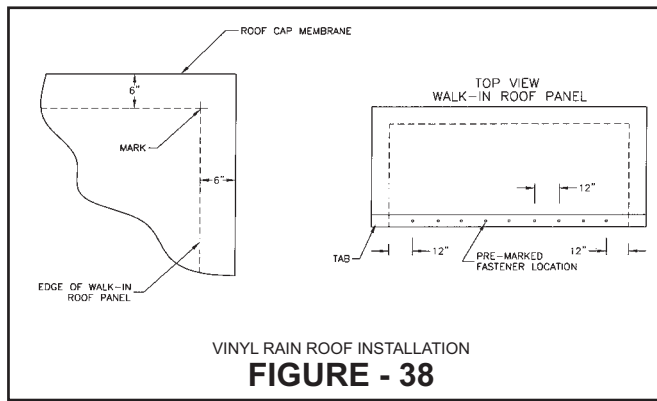 ROOF CAP MEMBRANE
6"
MARK
6"
EDGE OF WALK-IN
ROOF PANEL
TOP VIEW
WALK-IN ROOF PANEL
12"
TAB
12"
PRE-MARKED
FASTENER LOCATION
12"
VINYL RAIN ROOF INSTALLATION
FIGURE - 38